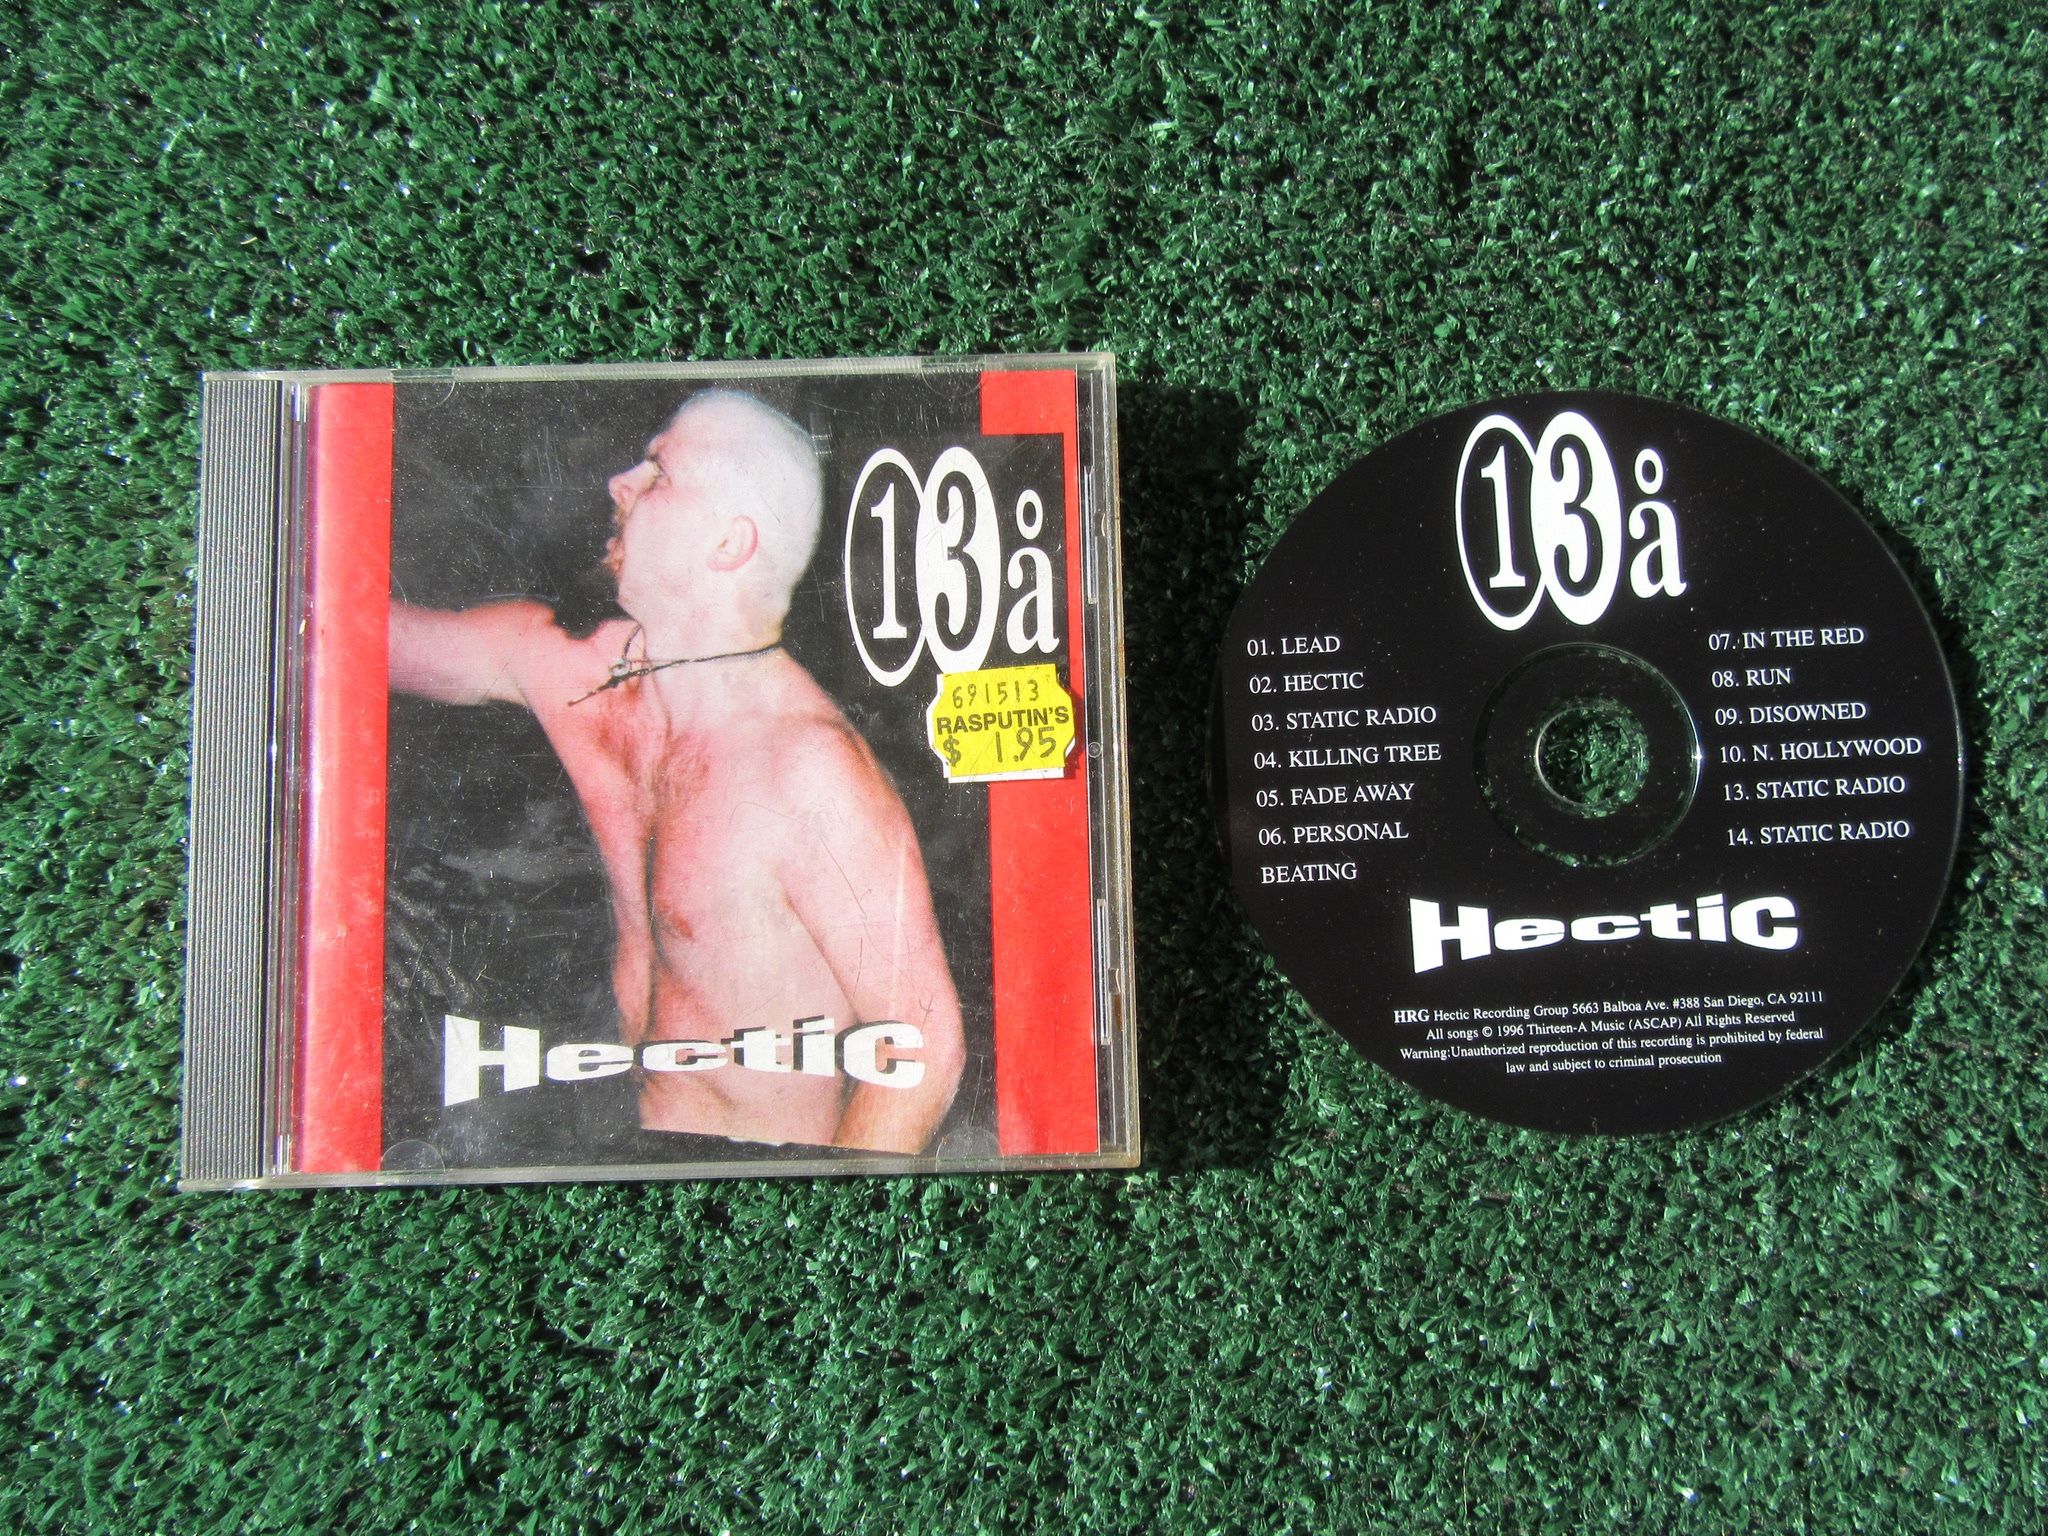 13å
691513
RASPUTIN'S
$ 1.95
Hectic
13å
01. LEAD
02. HECTIC
03. STATIC RADIO
04. KILLING TREE
05. FADE AWAY
06. PERSONAL
BEATING
07. IN THE RED
08. RUN
09. DISOWNED
10. N. HOLLYWOOD
13. STATIC RADIO
14. STATIC RADIO
Hectic
HRG Hectic Recording Group 5663 Balboa Ave. #388 San Diego, CA 92111
All songs © 1996 Thirteen-A Music (ASCAP) All Rights Reserved
Warning:Unauthorized reproduction of this recording is prohibited by federal
law and subject to criminal prosecution